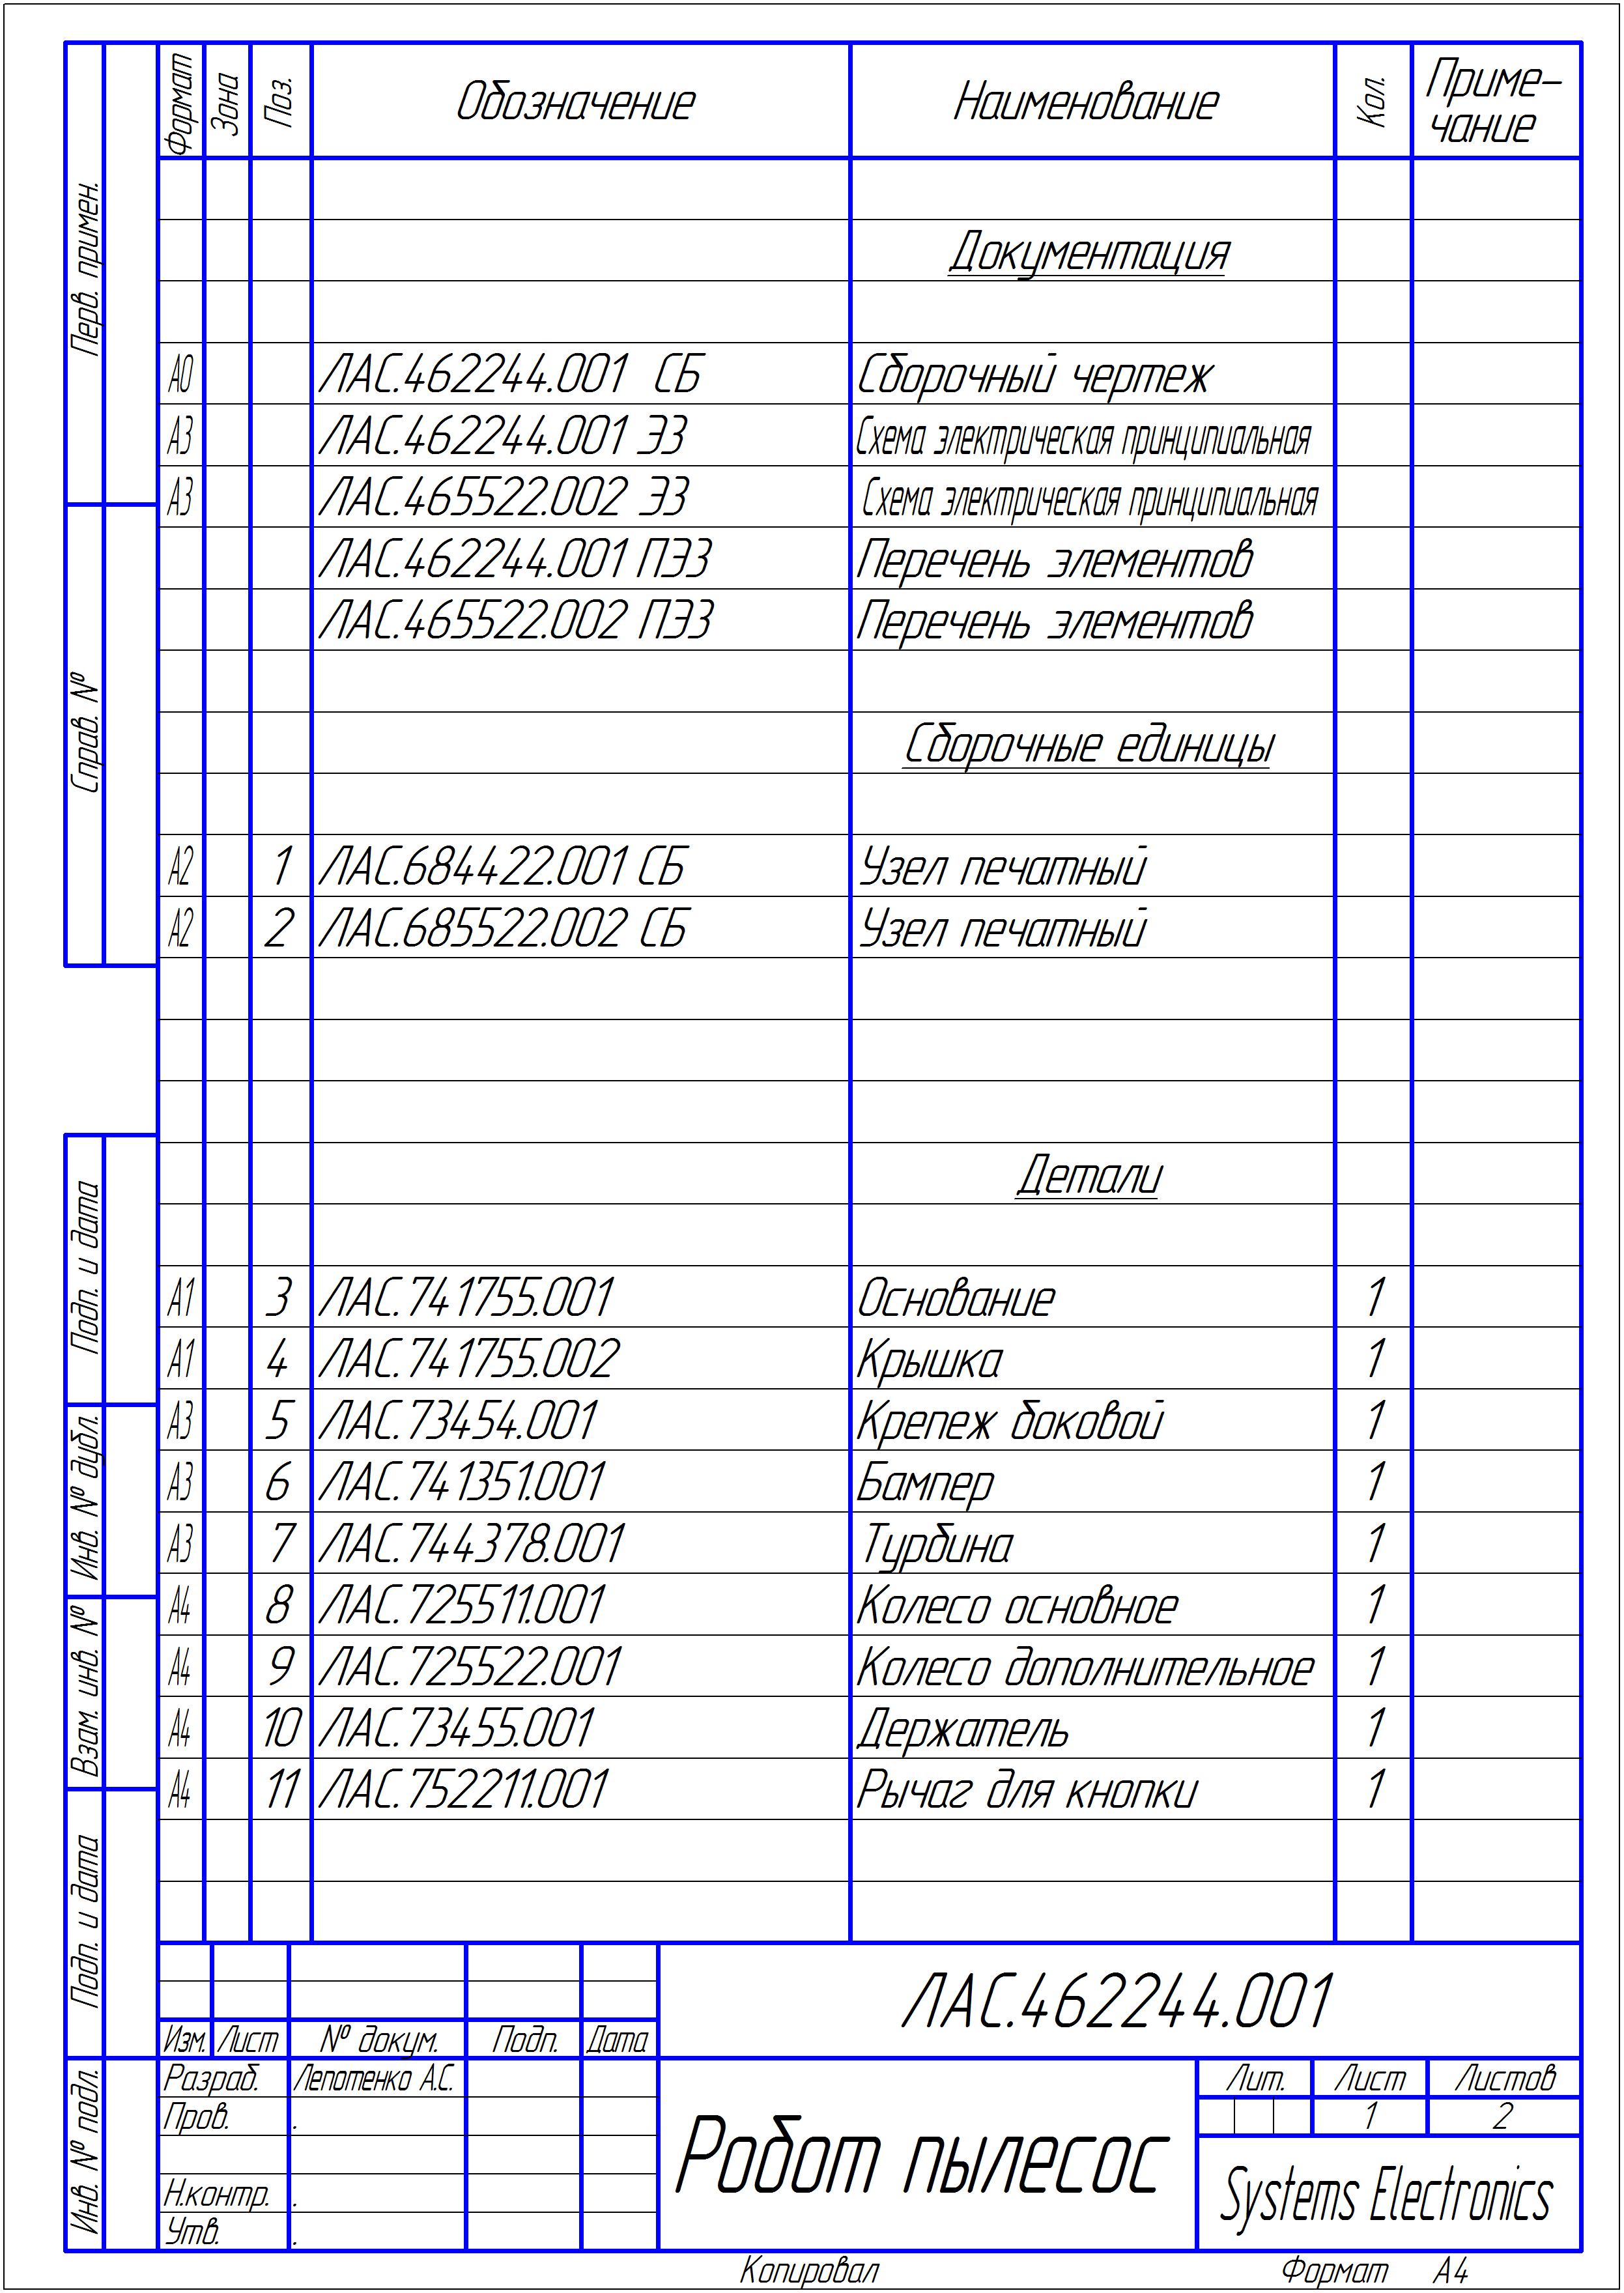 Формат Зона Поз. Обозначение Наименование Кол. Приме-
чание
Перв. примен.
Справ. №
Подп. и дата
Инв. № дубл.
Взам. инв. №
Подп. и дата
Инв. № подл.
Документация
А0 ЛАС.462244.001 СБ Сборочный чертеж
А3 ЛАС.462244.001 Э3 Схема электрическая принципиальная
А3 ЛАС.465522.002 Э3 Схема электрическая принципиальная
ЛАС.462244.001 ПЭ3 Перечень элементов
ЛАС.465522.002 ПЭ3 Перечень элементов
Сборочные единицы
А2 1 ЛАС.684422.001 СБ Узел печатный
А2 2 ЛАС.685522.002 СБ Узел печатный
Детали
А1 3 ЛАС.741755.001 Основание 1
А1 4 ЛАС.741755.002 Крышка 1
А3 5 ЛАС.73454.001 Крепеж боковой 1
А3 6 ЛАС.741351.001 Бампер 1
А3 7 ЛАС.744378.001 Турбина 1
А4 8 ЛАС.725511.001 Колесо основное 1
А4 9 ЛАС.725522.001 Колесо дополнительное 1
А4 10 ЛАС.73455.001 Держатель 1
А4 11 ЛАС.752211.001 Рычаг для кнопки 1
ЛАС.462244.001
Изм. Лист № докум. Подп. Дата
Разраб. Лепотенко А.С.
Пров. .
Н.контр. .
Утв. .
Робот пылесос
Лит. Лист Листов
1 2
Systems Electronics
Копировал Формат А4